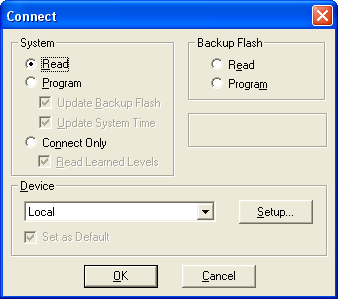 Connect
System
Read
Program
Update Backup Flash
Update System Time
Connect Only
Read Learned Levels
Backup Flash
Read
Program
Device
Local
Setup...
Set as Default
OK
Cancel